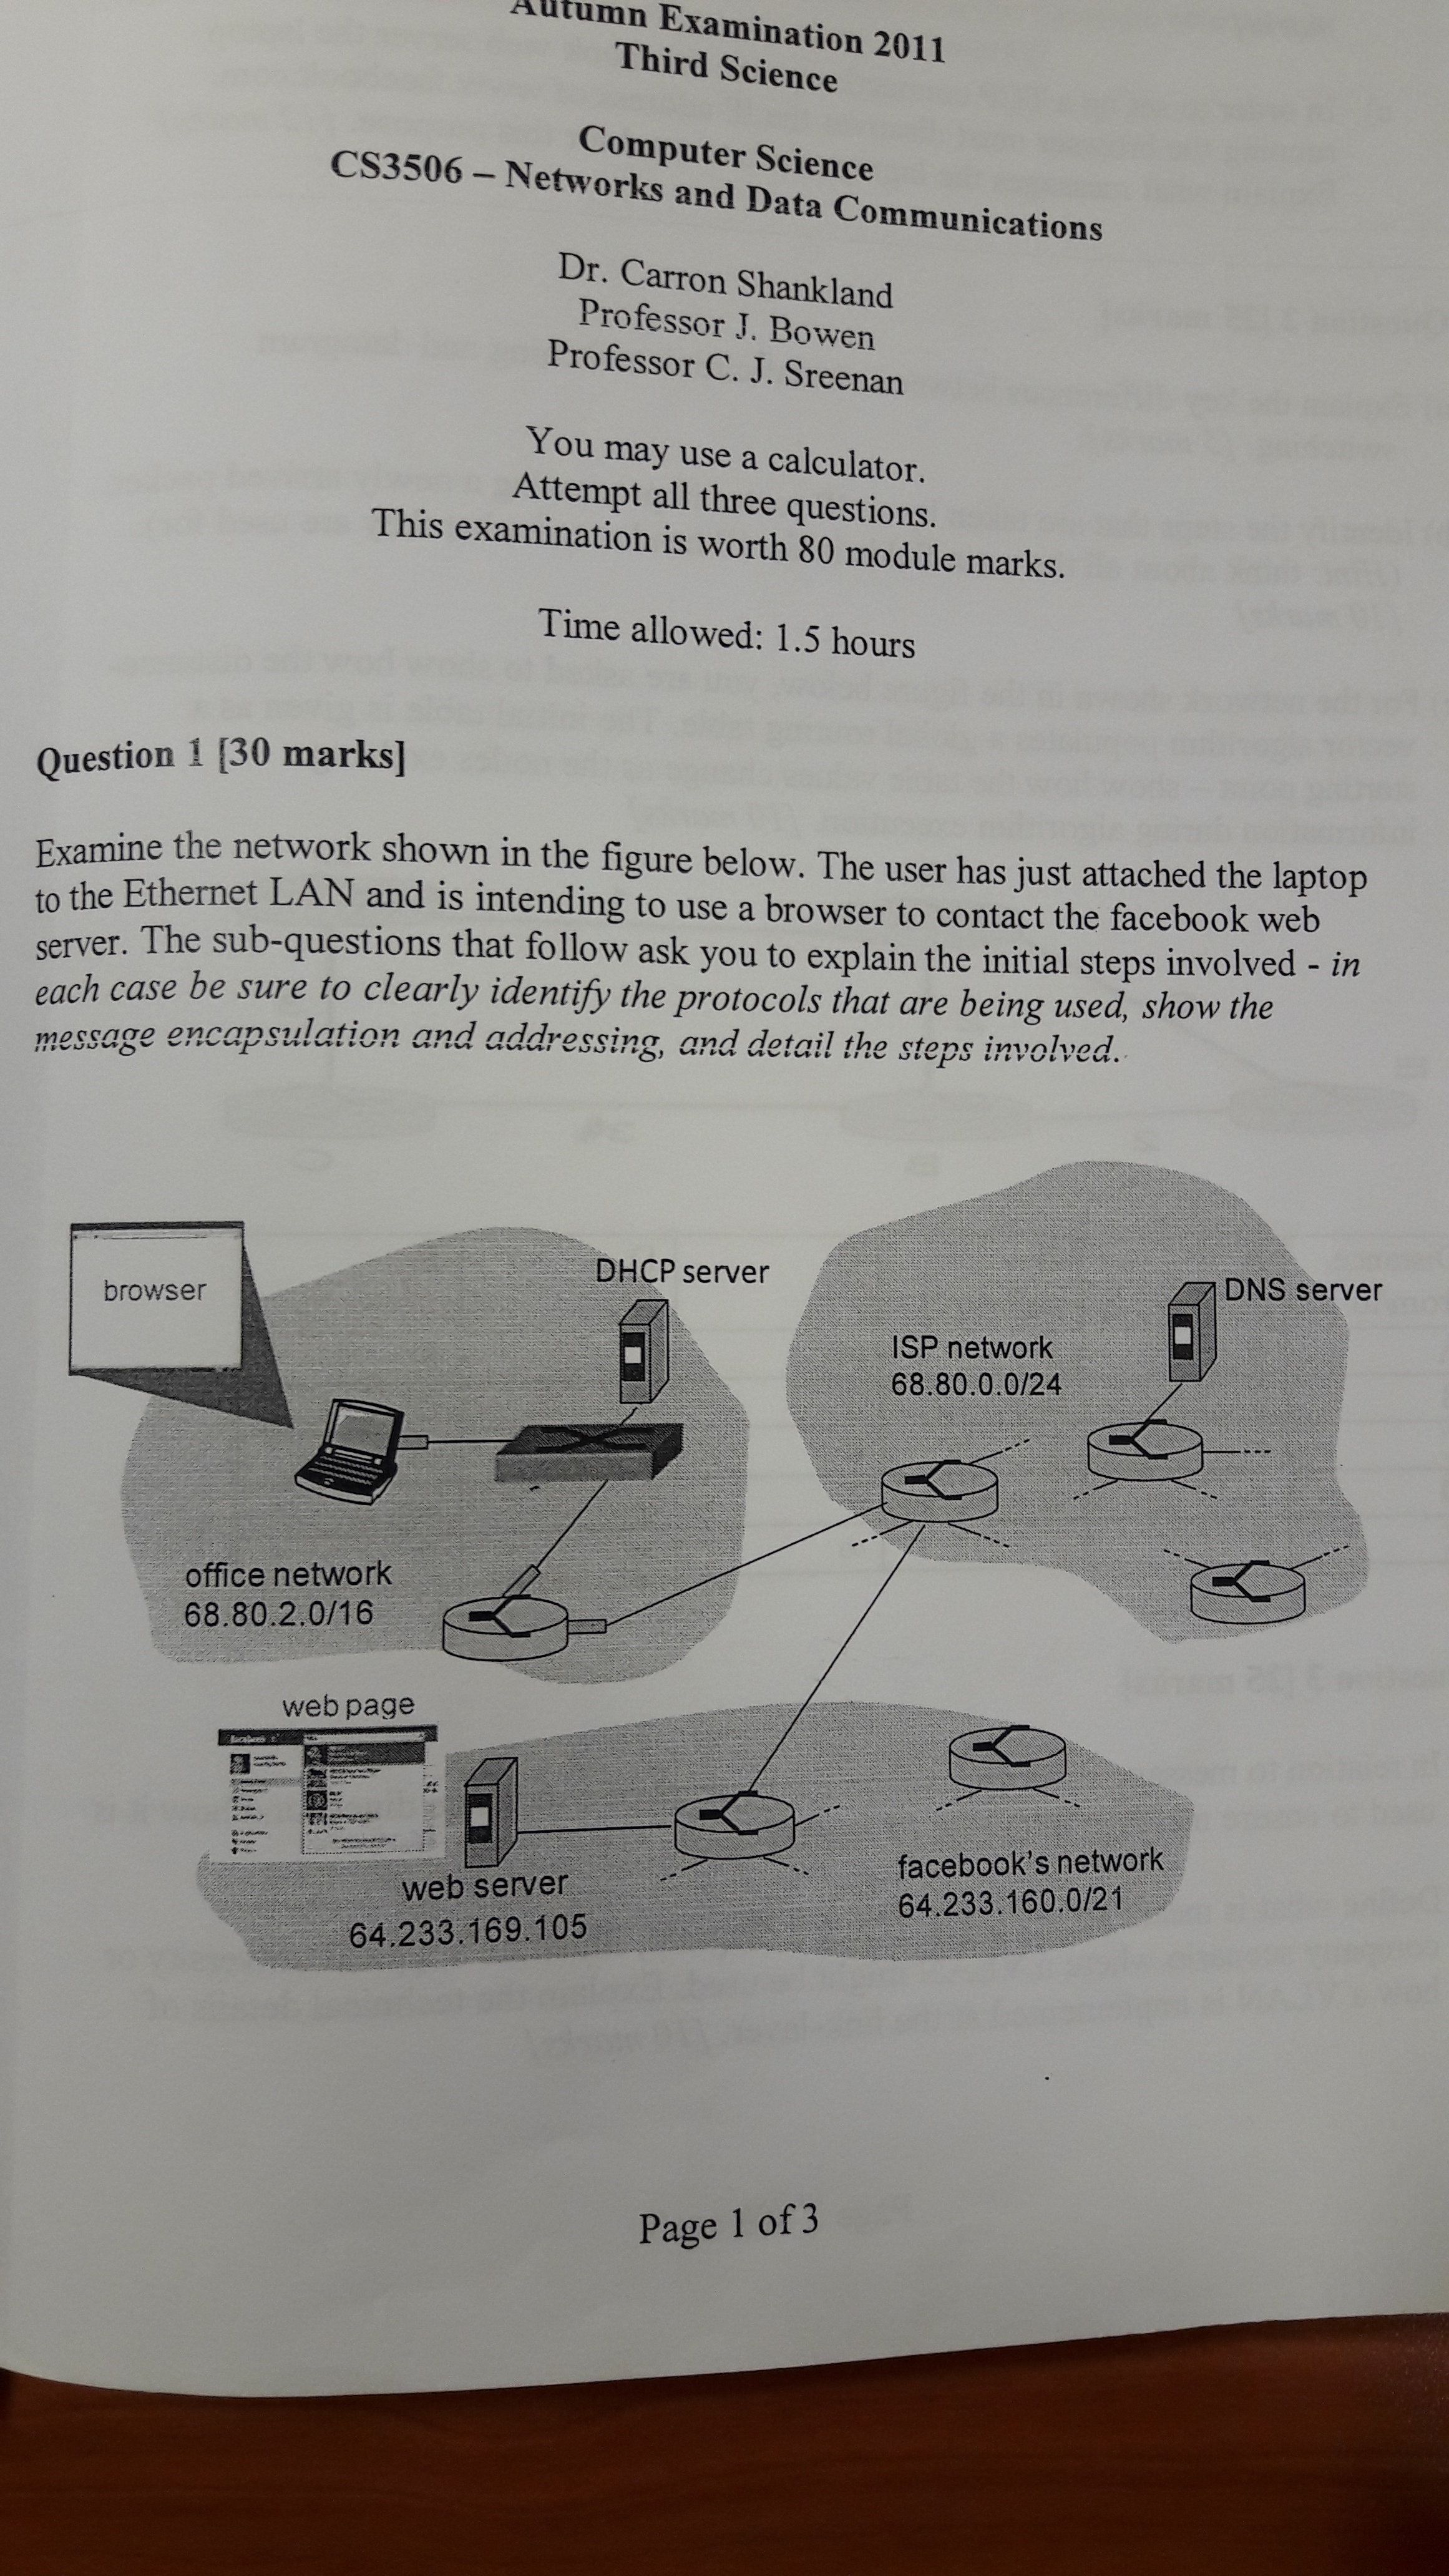 Autumn Examination 2011
Third Science
Computer Science
CS3506 – Networks and Data Communications
Dr. Carron Shankland
Professor J. Bowen
Professor C. J. Sreenan
You may use a calculator.
Attempt all three questions.
This examination is worth 80 module marks.
Time allowed: 1.5 hours
Question 1 [30 marks]
Examine the network shown in the figure below. The user has just attached the laptop
to the Ethernet LAN and is intending to use a browser to contact the facebook web
server. The sub-questions that follow ask you to explain the initial steps involved - in
each case be sure to clearly identify the protocols that are being used, show the
message encapsulation and addressing, and detail the steps involved.
browser
DHCP server
DNS server
ISP network
68.80.0.0/24
office network
68.80.2.0/16
web page
web server
64.233.169.105
facebook's network
64.233.160.0/21
Page 1 of 3